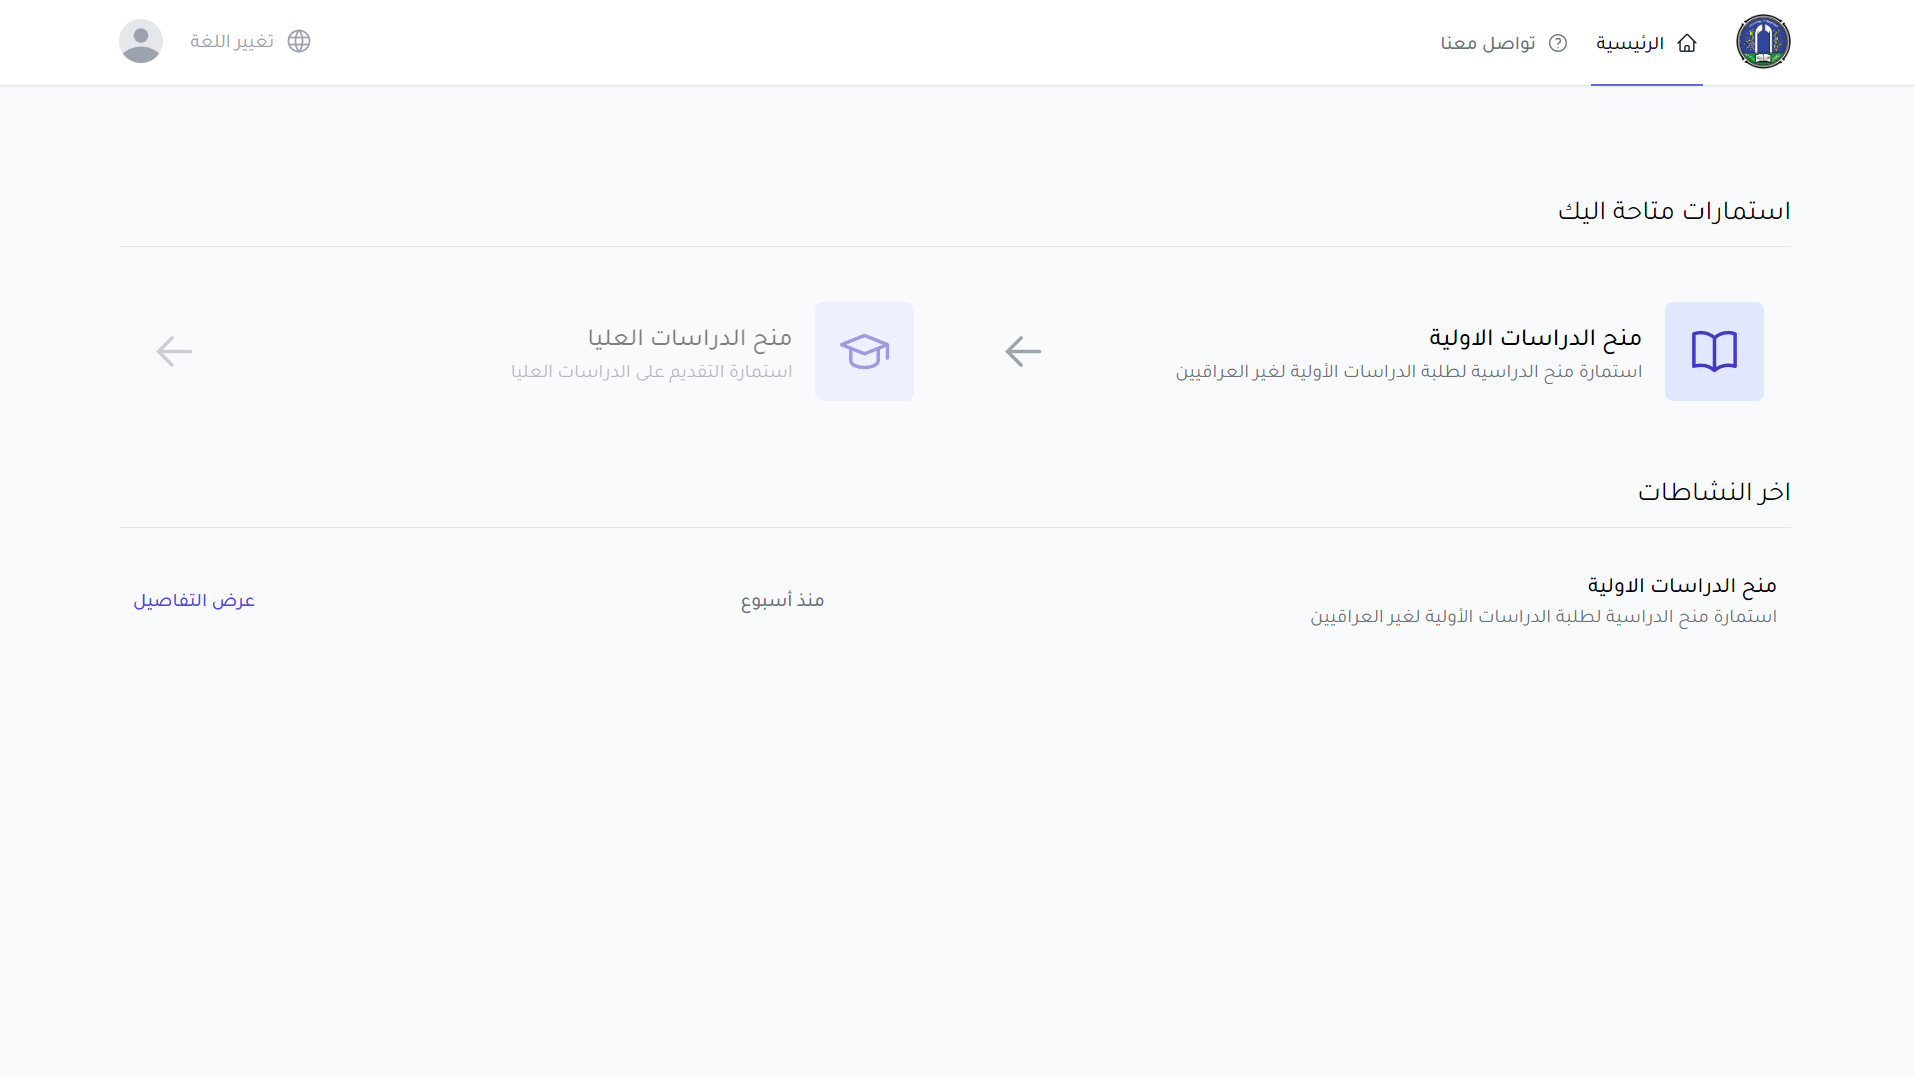 الرئيسية
تواصل معنا
تغيير اللغة
استمارات متاحة اليك
منح الدراسات الاولية
استمارة منح الدراسية لطلبة الدراسات الأولية لغير العراقيين
منح الدراسات العليا
استمارة التقديم على الدراسات العليا
اخر النشاطات
منح الدراسات الاولية
استمارة منح الدراسية لطلبة الدراسات الأولية لغير العراقيين
منذ أسبوع
عرض التفاصيل